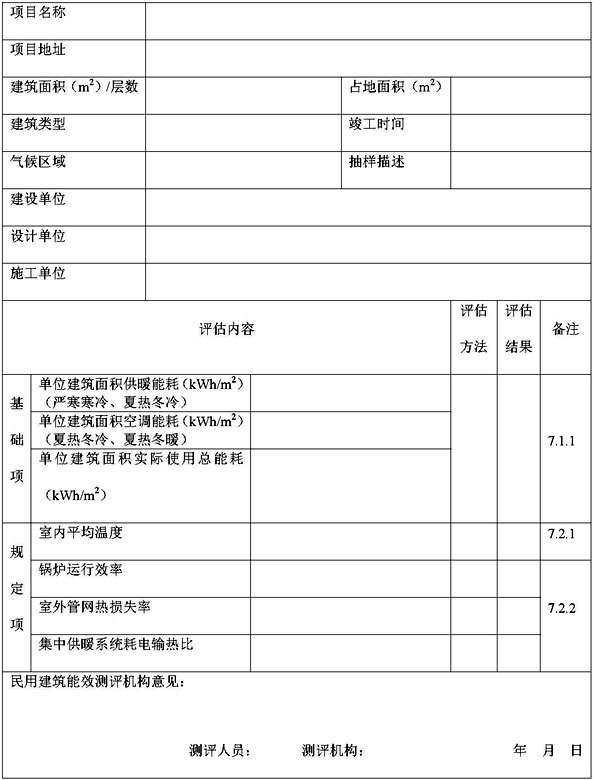 项目名称
项目地址
建筑面积（m²）/层数 占地面积（m²）
建筑类型 竣工时间
气候区域 抽样描述
建设单位
设计单位
施工单位
评估内容 评估方法 评估结果 备注
基础项
单位建筑面积供暖能耗（kWh/m²）
（严寒寒冷、夏热冬冷）
单位建筑面积空调能耗（kWh/m²）
（夏热冬冷、夏热冬暖）
单位建筑面积实际使用总能耗
（kWh/m²）
7.1.1
规定项
室内平均温度 7.2.1
锅炉运行效率
室外管网热损失率 7.2.2
集中供暖系统耗电输热比
民用建筑能效测评机构意见：
测评人员： 测评机构： 年 月 日